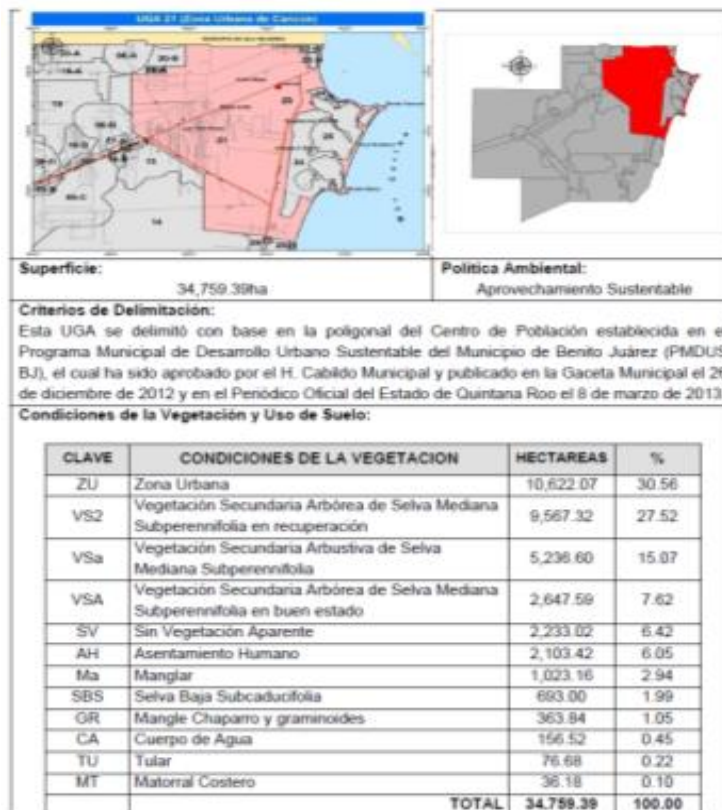 UGA 21 (Zona Urbana de Cancún)
Superficie:
34,759.39ha
Política Ambiental:
Aprovechamiento Sustentable
Criterios de Delimitación:
Esta UGA se delimitó con base en la poligonal del Centro de Población establecida en e
Programa Municipal de Desarrollo Urbano Sustentable del Municipio de Benito Juárez (PMDUS
BJ), el cual ha sido aprobado por el H. Cabildo Municipal y publicado en la Gaceta Municipal el 26
de diciembre de 2012 y en el Periódico Oficial del Estado de Quintana Roo el 8 de marzo de 2013
Condiciones de la Vegetación y Uso de Suelo:
CLAVE CONDICIONES DE LA VEGETACION HECTAREAS %
ZU Zona Urbana 10,622.07 30.56
VS2 Vegetación Secundaria Arbórea de Selva Mediana
Subperennifolia en recuperación 9,567.32 27.52
VSa Vegetación Secundaria Arbustiva de Selva
Mediana Subperennifolia 5,236.60 15.07
VSA Vegetación Secundaria Arbórea de Selva Mediana
Subperennifolia en buen estado 2,647.59 7.62
SV Sin Vegetación Aparente 2,233.02 6.42
AH Asentamiento Humano 2,103.42 6.05
Ma Manglar 1,023.16 2.94
SBS Selva Baja Subcaducifolia 693.00 1.99
GR Mangle Chaparro y graminoides 363.84 1.05
CA Cuerpo de Agua 156.52 0.45
TU Tular 76.68 0.22
MT Matorral Costero 36.18 0.10
TOTAL 34,759.39 100.00